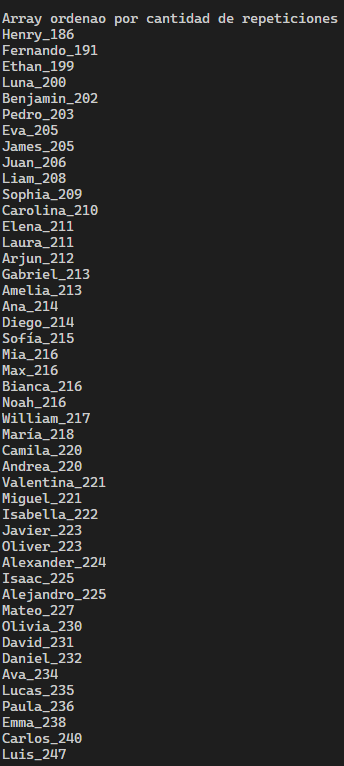 Array ordenao por cantidad de repeticiones
Henry_186
Fernando_191
Ethan_199
Luna_200
Benjamin_202
Pedro_203
Eva_205
James_205
Juan_206
Liam_208
Sophia_209
Carolina_210
Elena_211
Laura_211
Arjun_212
Gabriel_213
Amelia_213
Ana_214
Diego_214
Sofía_215
Mia_216
Max_216
Bianca_216
Noah_216
William_217
María_218
Camila_220
Andrea_220
Valentina_221
Miguel_221
Isabella_222
Javier_223
Oliver_223
Alexander_224
Isaac_225
Alejandro_225
Mateo_227
Olivia_230
David_231
Daniel_232
Ava_234
Lucas_235
Paula_236
Emma_238
Carlos_240
Luis_247